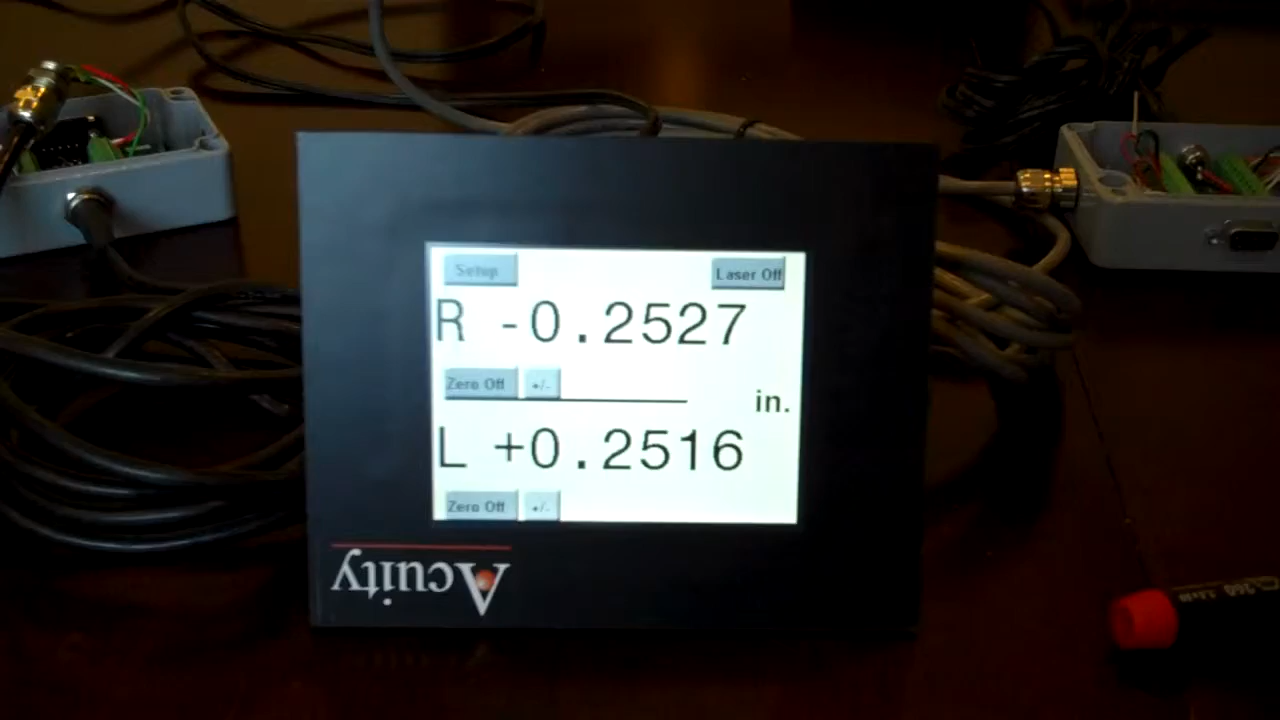 Setup
Laser Off
R -0.2527
Zero Off +/-
in.
L +0.2516
Zero Off +/-
Acuity